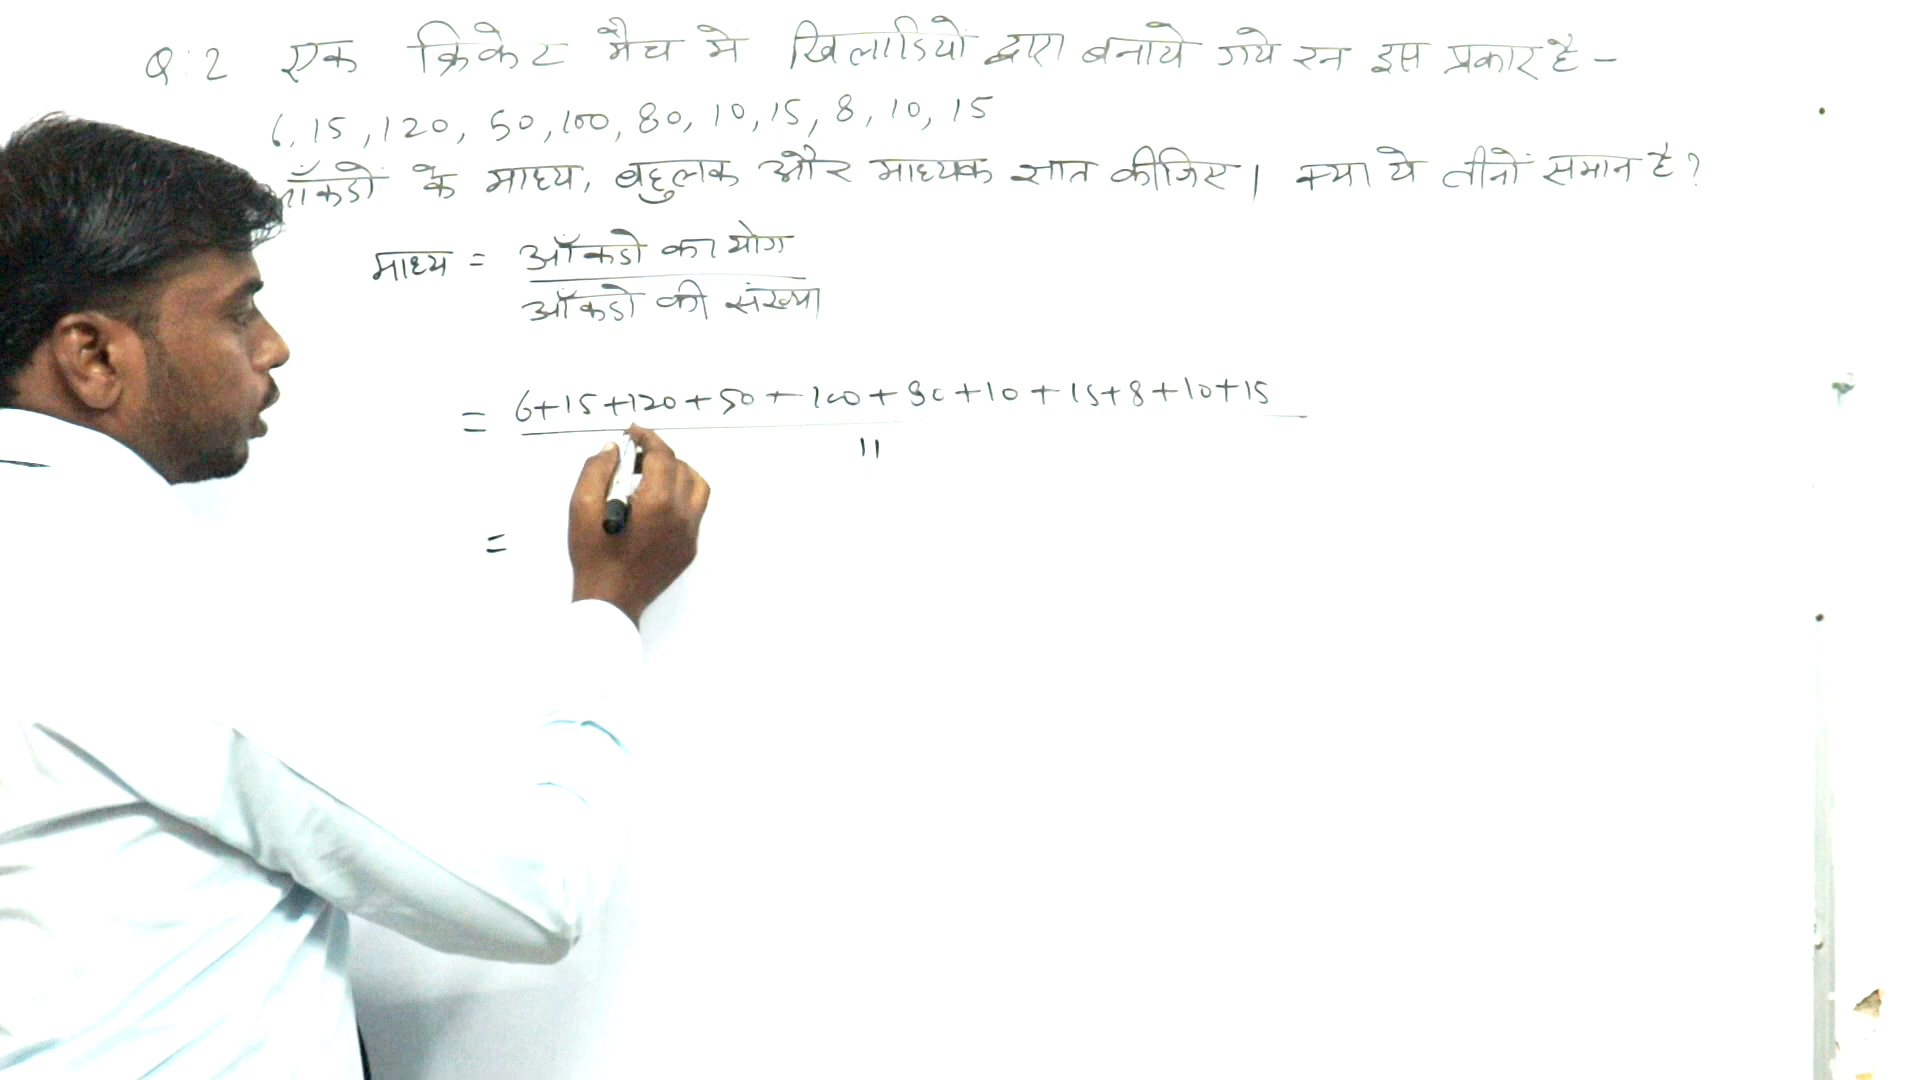 Q.2 एक क्रिकेट मैच मे खिलाडियों द्वारा बनाये गये रन इस प्रकार है -
6, 15, 120, 50, 100, 80, 10, 15, 8, 10, 15
आँकडो के माध्य, बहुलक और माध्यक ज्ञात कीजिए। क्या ये तीनों समान है?
माध्य = आँकडो का योग
आँकडो की संख्या
= 6+15+120+50+100+80+10+15+8+10+15
11
=